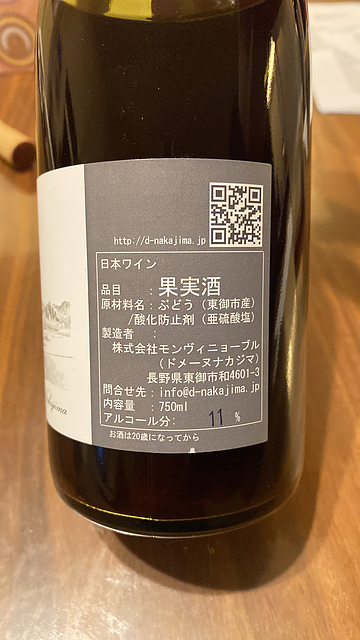 http://d-nakajima.jp
日本ワイン
品目 :果実酒
原材料名:ぶどう(東御市産)
/酸化防止剤(亜硫酸塩)
製造者 :
株式会社モンヴィニョーブル
(ドメーヌナカジマ)
長野県東御市和4601-3
問合せ先:info@d-nakajima.jp
内容量 :750ml
アルコール分: 11 %
お酒は20歳になってから